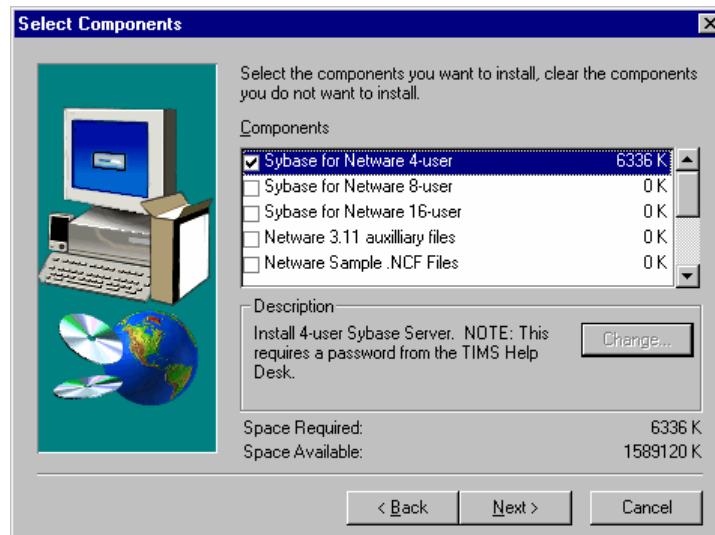 Select Components
Select the components you want to install, clear the components
you do not want to install.
Components
Sybase for Netware 4-user 6336 K
Sybase for Netware 8-user 0 K
Sybase for Netware 16-user 0 K
Netware 3.11 auxilliary files 0 K
Netware Sample .NCF Files 0 K
Description
Install 4-user Sybase Server. NOTE: This
requires a password from the TIMS Help
Desk.
Change...
Space Required: 6336 K
Space Available: 1589120 K
< Back Next > Cancel